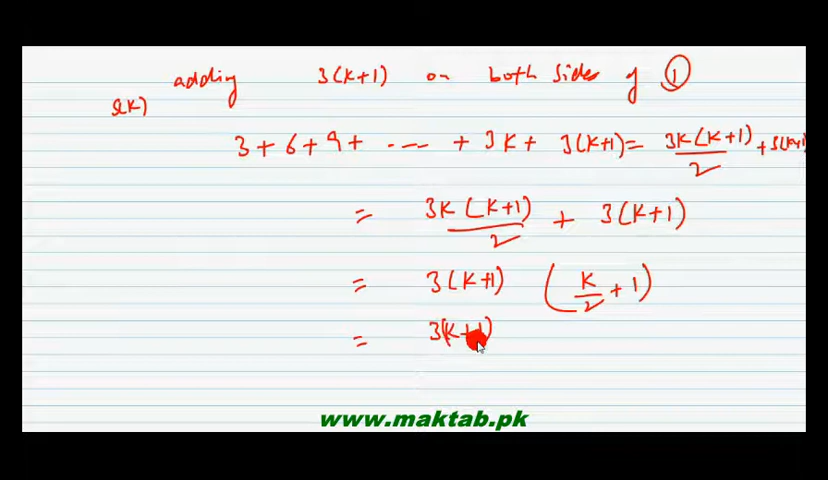 adding 3(K+1) on both sides of ①
S(K)
3 + 6 + 9 + ..... + 3K + 3(K+1) = 3K(K+1)/2 + 3(K+1)
= 3K(K+1)/2 + 3(K+1)
= 3(K+1) (K/2 + 1)
= 3(K+1)
www.maktab.pk